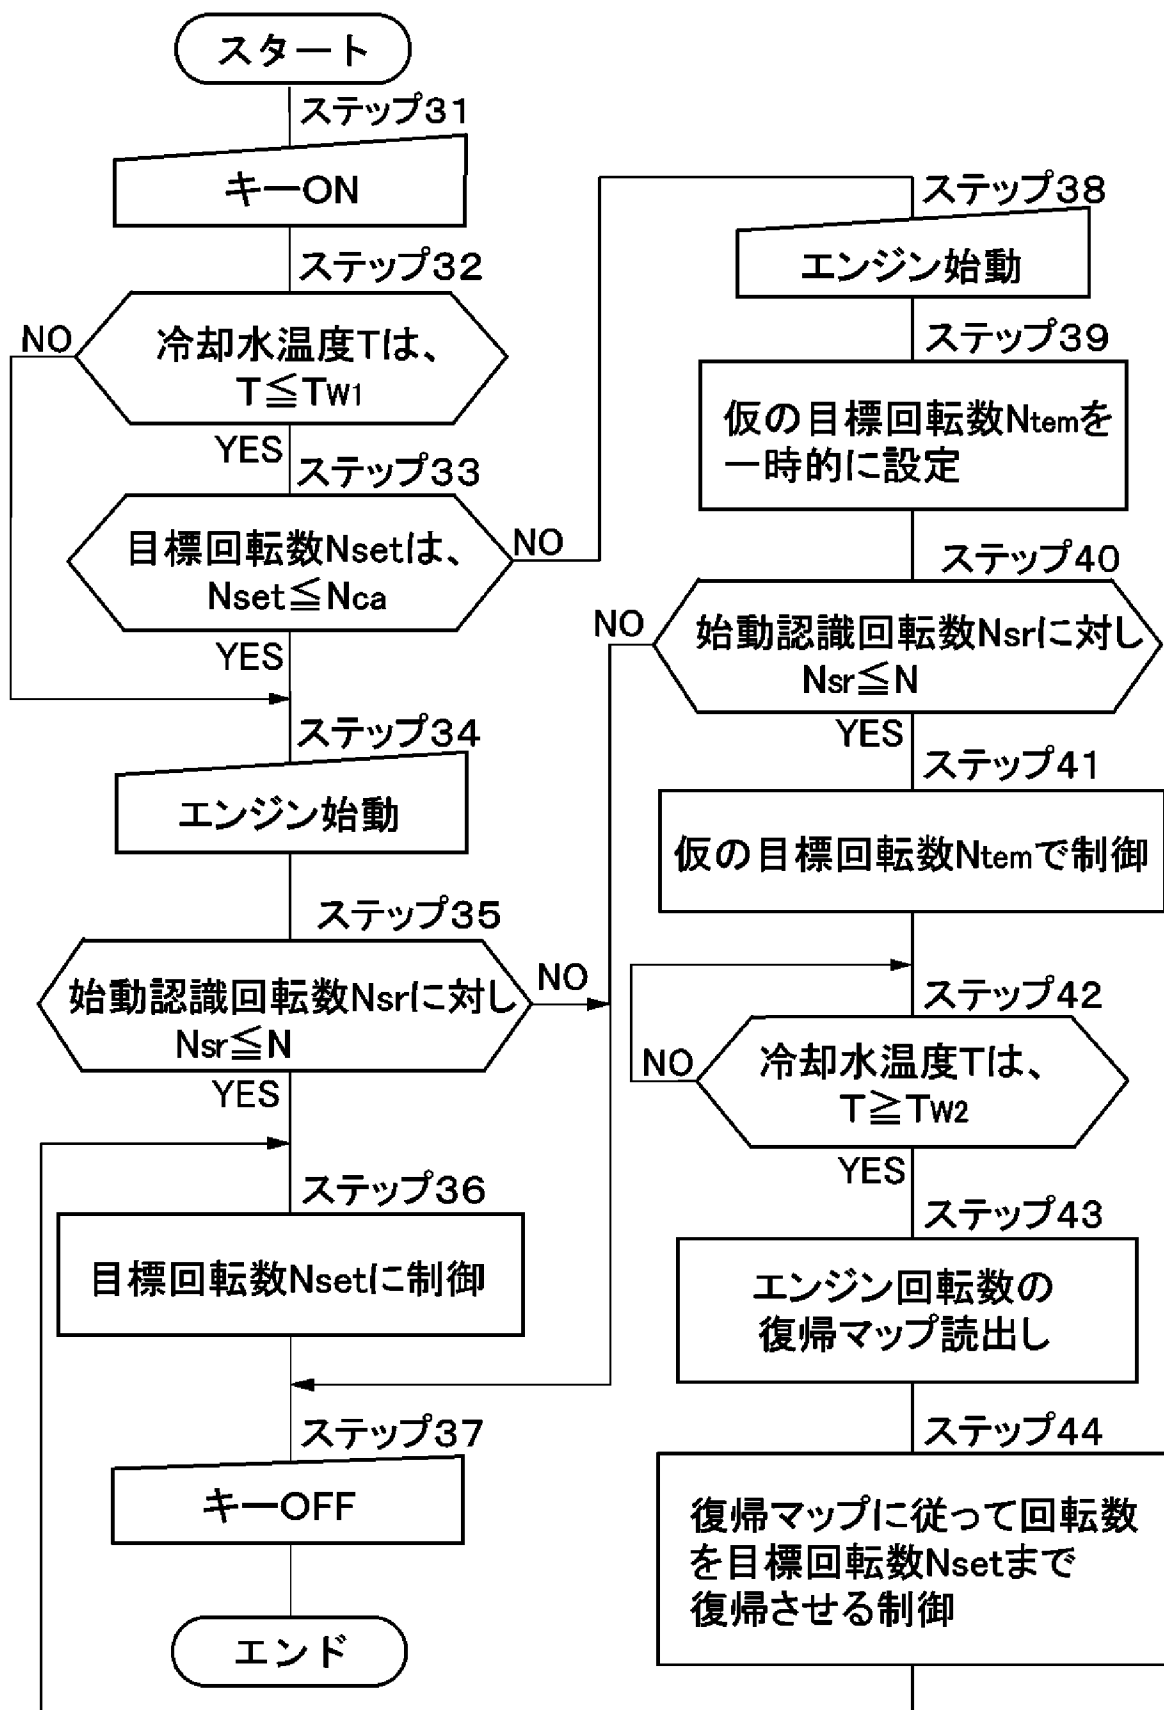 スタート
ステップ31
キーON
ステップ32
冷却水温度Tは、
T≦TW1
NO
YES
ステップ33
目標回転数Nsetは、
Nset≦Nca
NO
YES
ステップ34
エンジン始動
ステップ35
始動認識回転数Nsrに対し
Nsr≦N
NO
YES
ステップ36
目標回転数Nsetに制御
ステップ37
キーOFF
エンド
ステップ38
エンジン始動
ステップ39
仮の目標回転数Ntemを
一時的に設定
ステップ40
始動認識回転数Nsrに対し
Nsr≦N
NO
YES
ステップ41
仮の目標回転数Ntemで制御
ステップ42
冷却水温度Tは、
T≧TW2
NO
YES
ステップ43
エンジン回転数の
復帰マップ読出し
ステップ44
復帰マップに従って回転数
を目標回転数Nsetまで
復帰させる制御